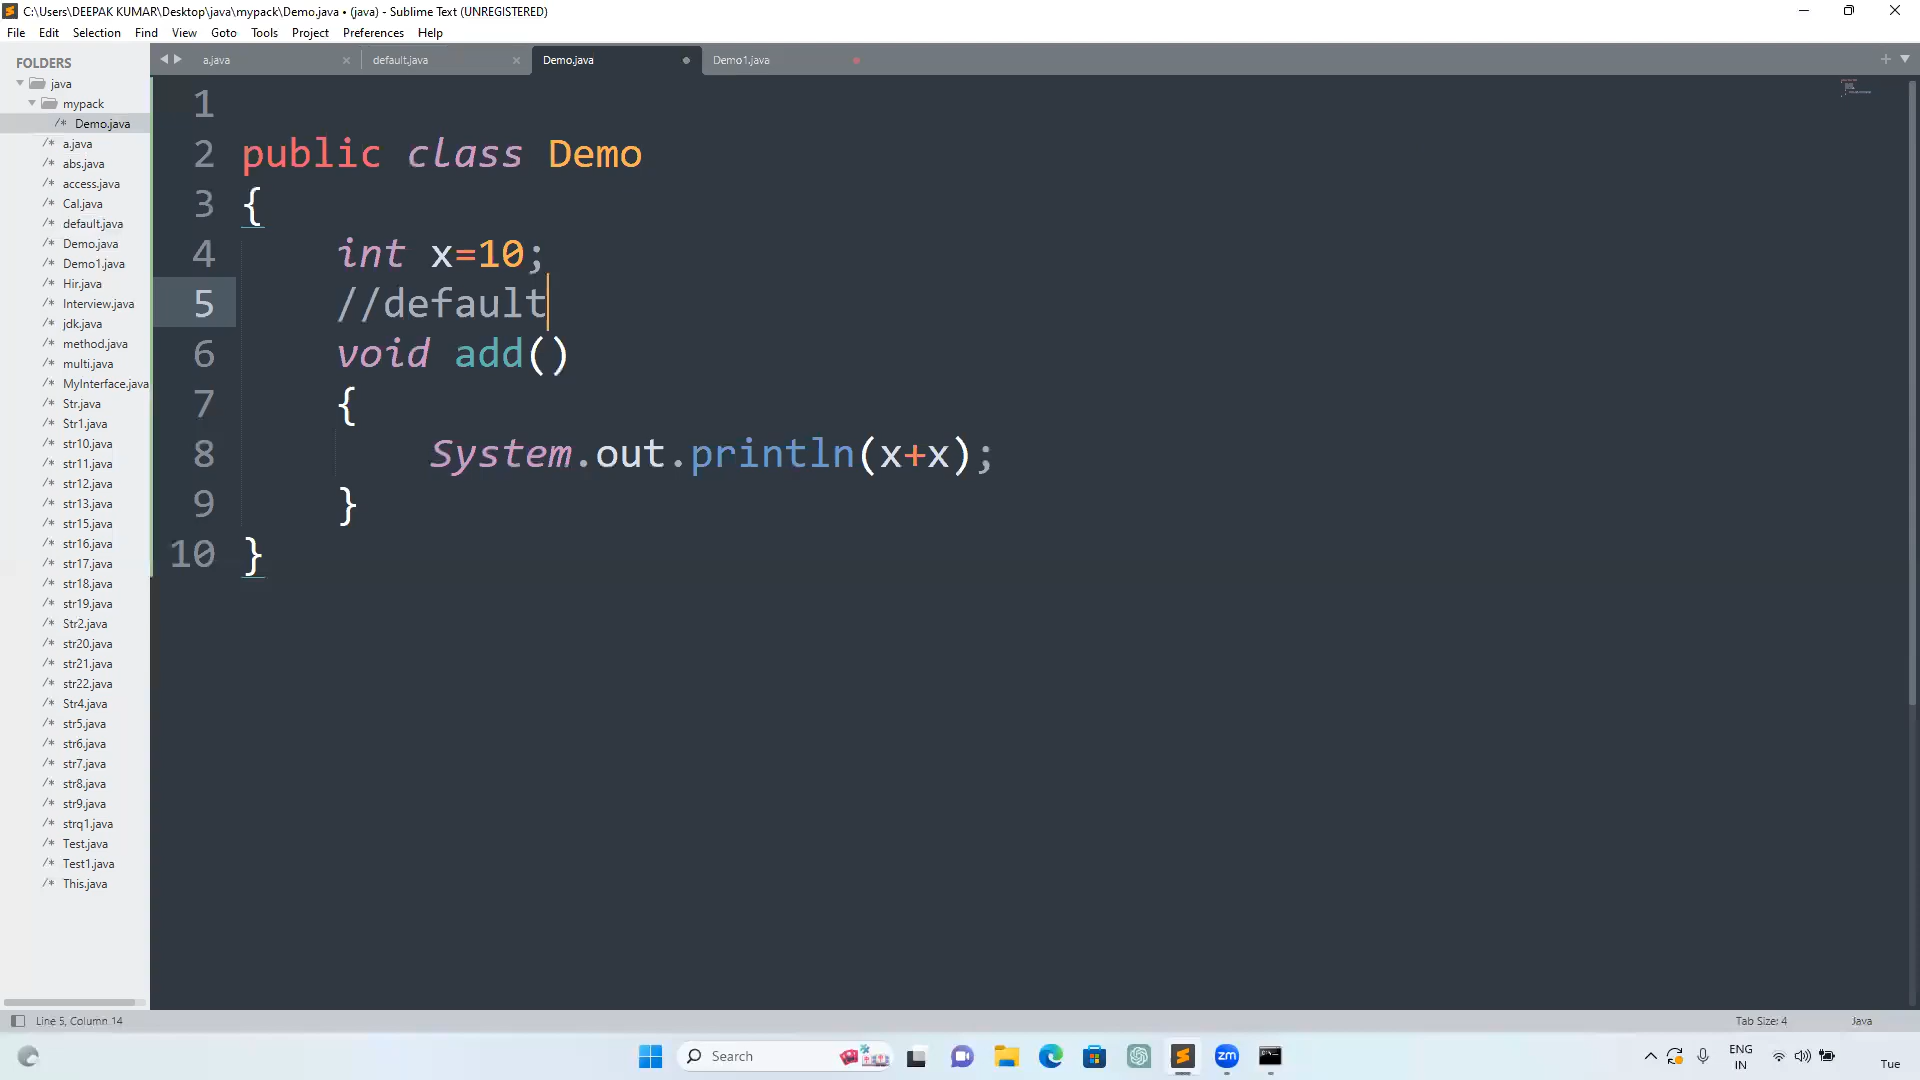 C:\Users\DEEPAK KUMAR\Desktop\java\mypack\Demo.java • (java) - Sublime Text (UNREGISTERED)
File Edit Selection Find View Goto Tools Project Preferences Help
FOLDERS
java
mypack
/* Demo.java
/* a.java
/* abs.java
/* access.java
/* Cal.java
/* default.java
/* Demo.java
/* Demo1.java
/* Hir.java
/* Interview.java
/* jdk.java
/* method.java
/* multi.java
/* MyInterface.java
/* Str.java
/* Str1.java
/* str10.java
/* str11.java
/* str12.java
/* str13.java
/* str15.java
/* str16.java
/* str17.java
/* str18.java
/* str19.java
/* Str2.java
/* str20.java
/* str21.java
/* str22.java
/* Str4.java
/* str5.java
/* str6.java
/* str7.java
/* str8.java
/* str9.java
/* strq1.java
/* Test.java
/* Test1.java
/* This.java
a.java default.java Demo.java Demo1.java
1
2 public class Demo
3 {
4 int x=10;
5 //default
6 void add()
7 {
8 System.out.println(x+x);
9 }
10 }
Line 5, Column 14 Tab Size: 4 Java
Search zm ENG
IN Tue